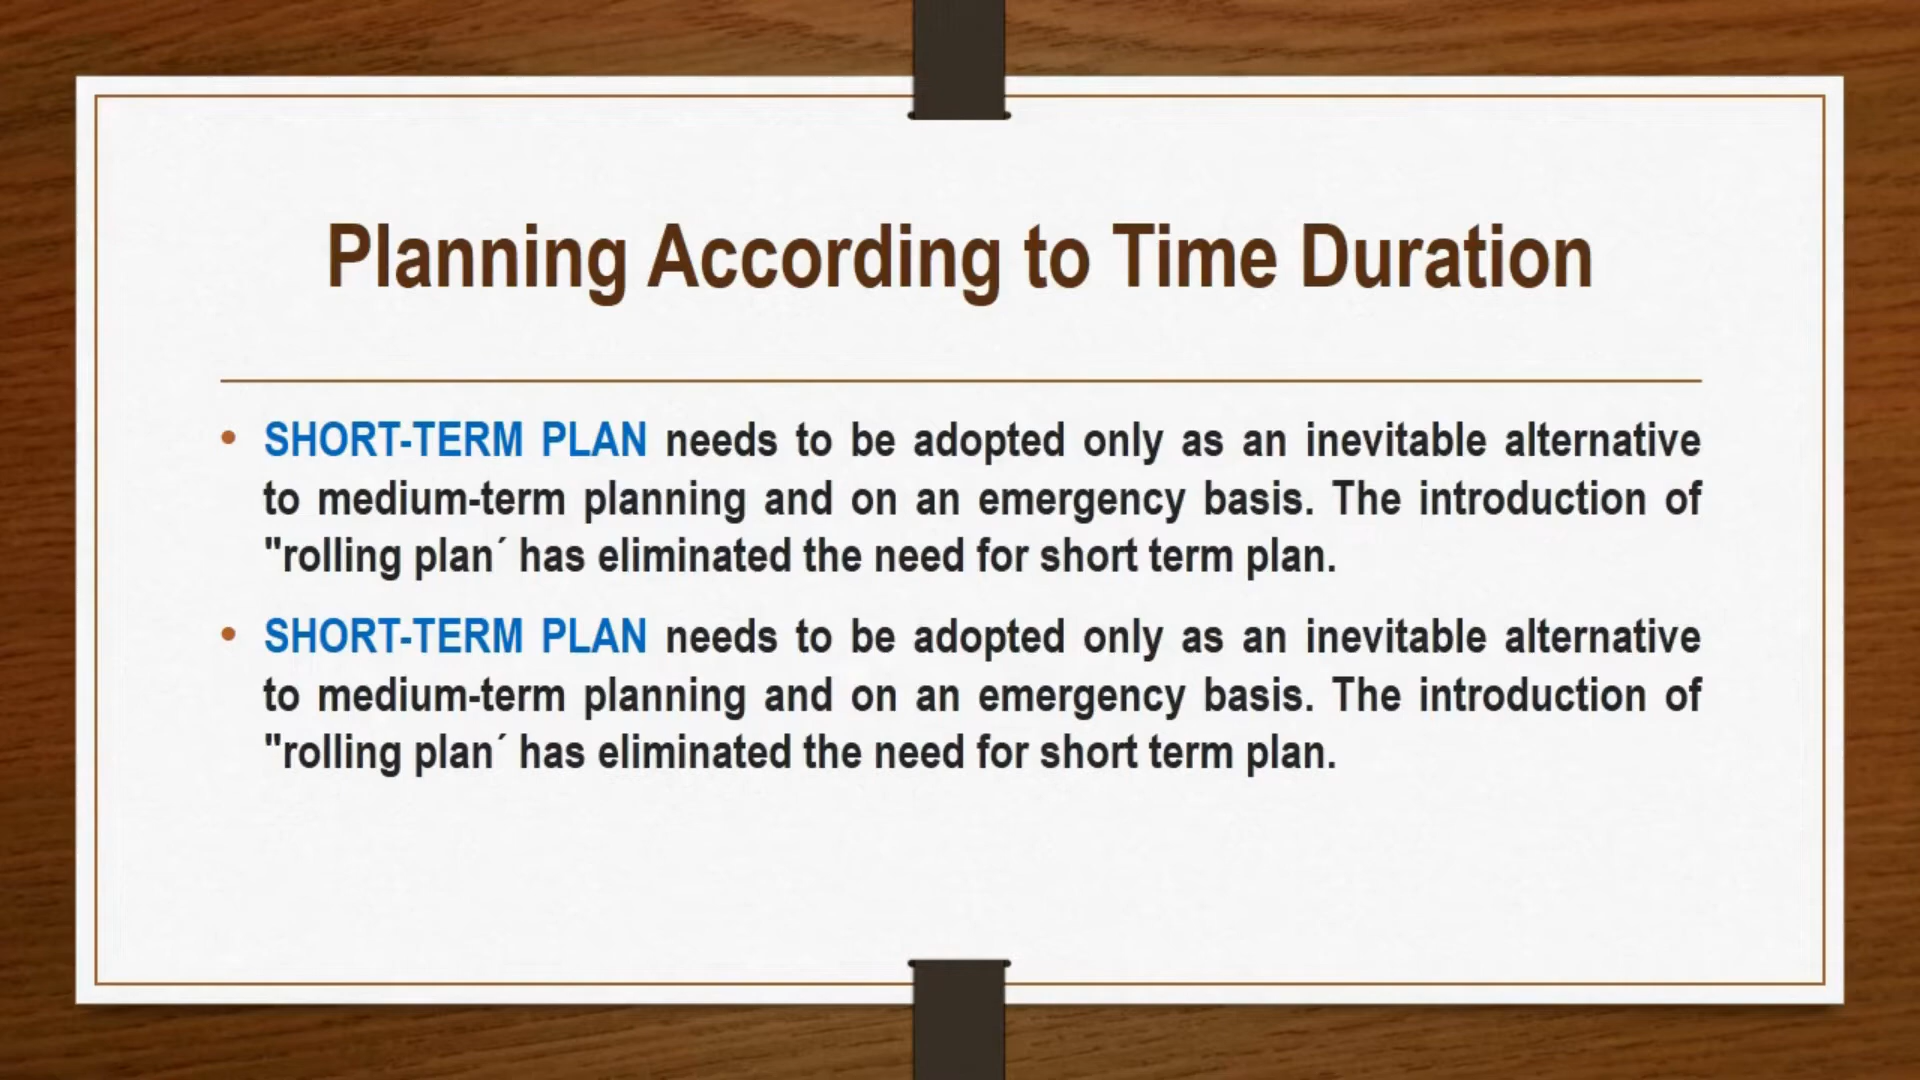 Planning According to Time Duration
• SHORT-TERM PLAN needs to be adopted only as an inevitable alternative
to medium-term planning and on an emergency basis. The introduction of
"rolling plan´ has eliminated the need for short term plan.
• SHORT-TERM PLAN needs to be adopted only as an inevitable alternative
to medium-term planning and on an emergency basis. The introduction of
"rolling plan´ has eliminated the need for short term plan.